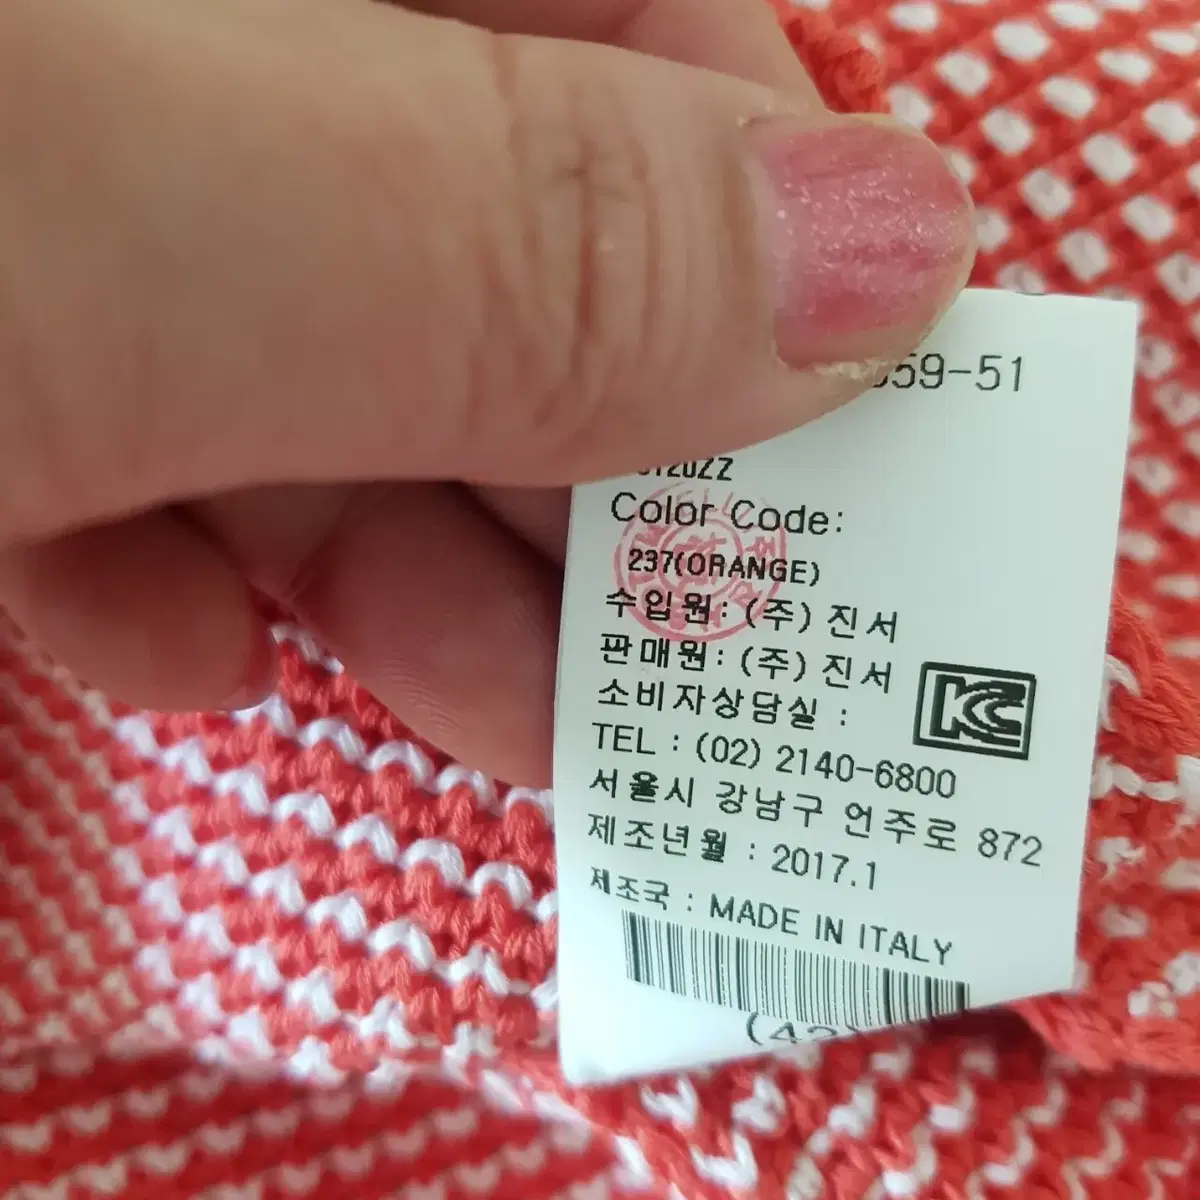 59-51
Color Code:
237(ORANGE)
수입원: (주) 진서
판매원: (주) 진서
소비자상담실 :
TEL : (02) 2140-6800
서울시 강남구 언주로 872
제조년월 : 2017.1
제조국 : MADE IN ITALY